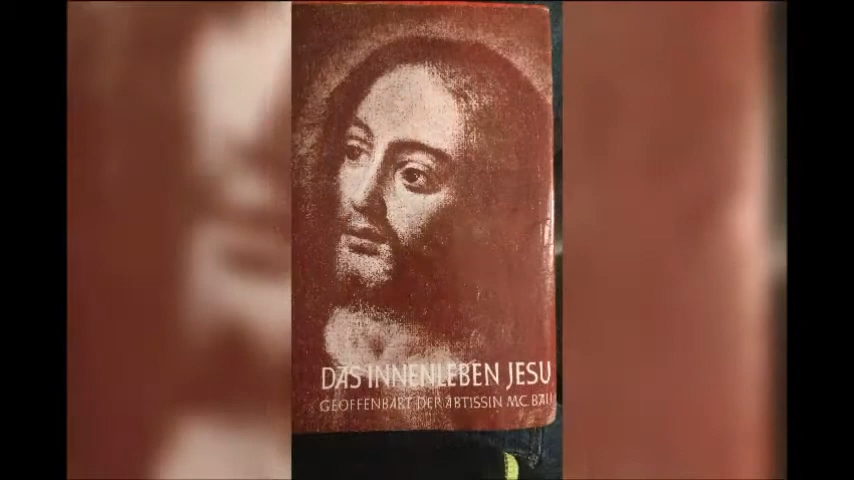 DAS INNENLEBEN JESU
GEOFFENBART DER ÄBTISSIN M.C.